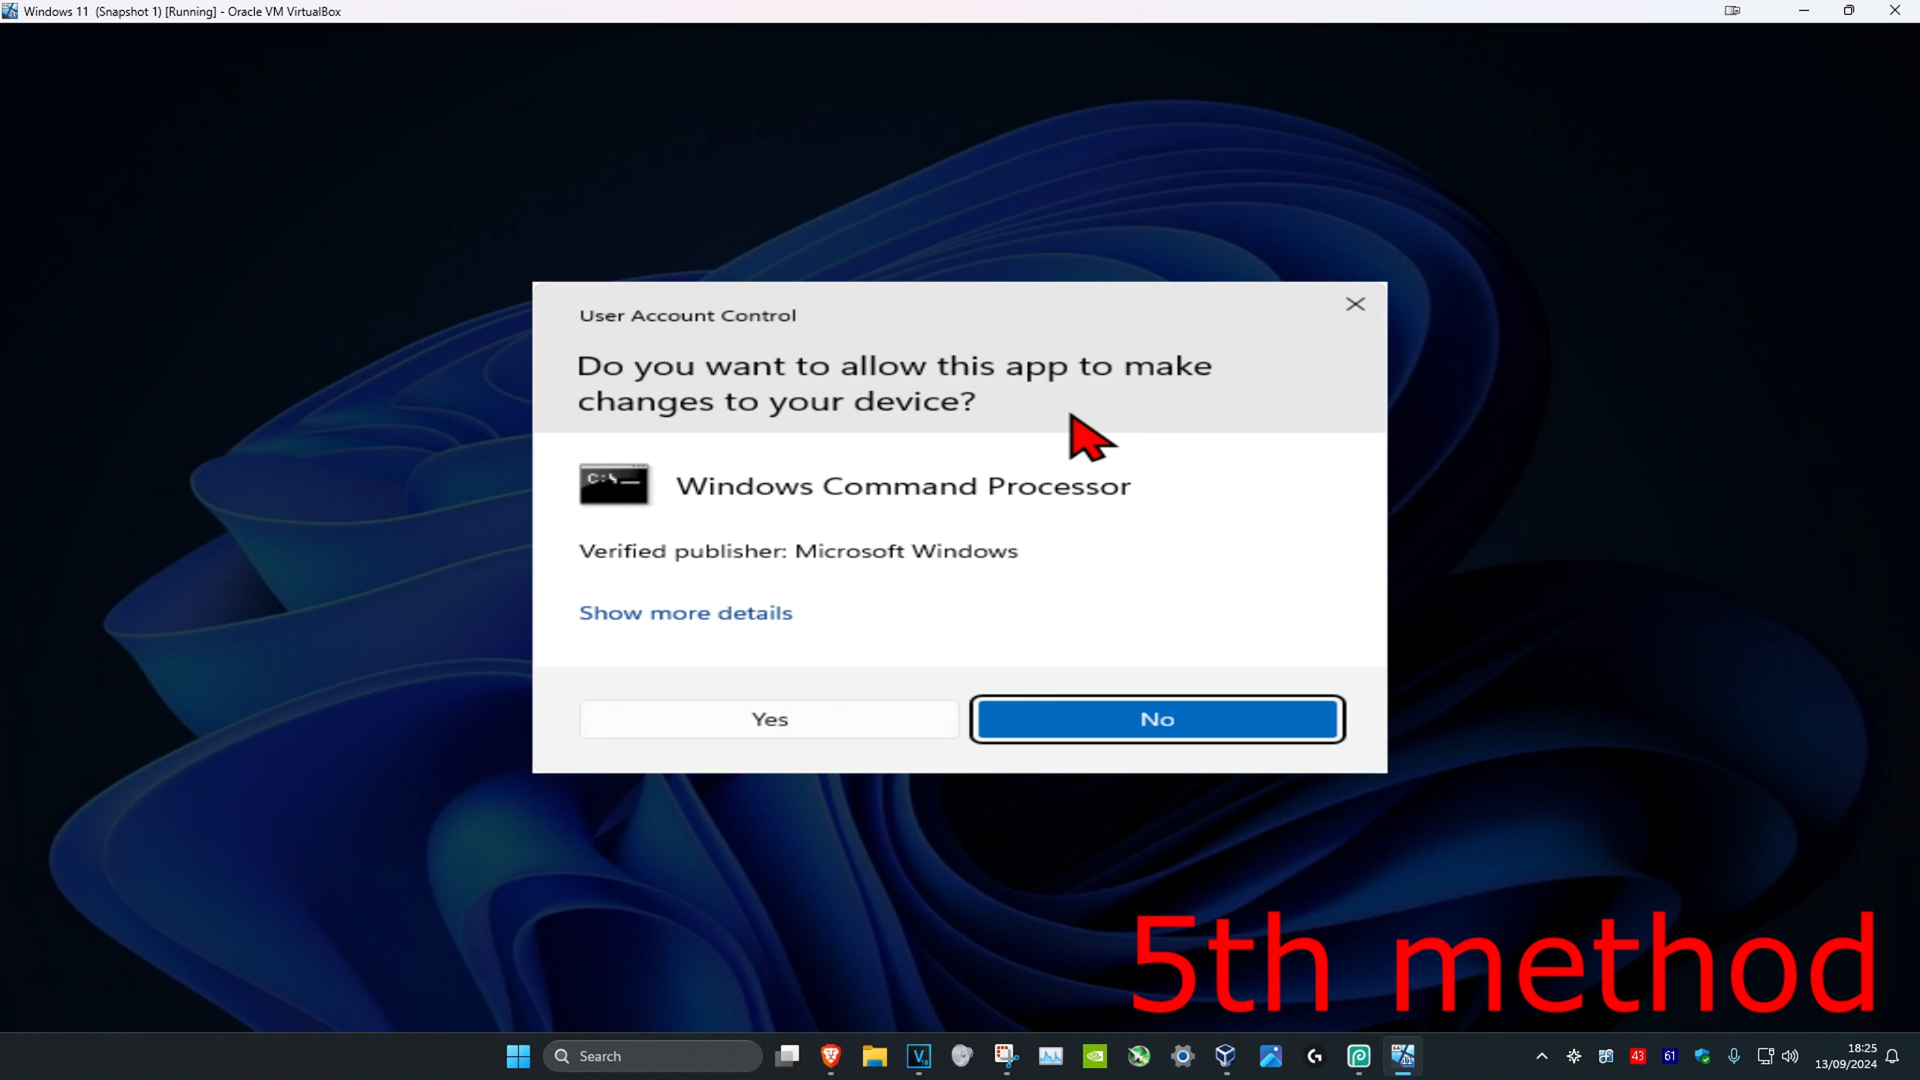 Windows 11 (Snapshot 1) [Running] - Oracle VM VirtualBox
User Account Control
Do you want to allow this app to make
changes to your device?
C:\_
Windows Command Processor
Verified publisher: Microsoft Windows
Show more details
Yes
No
5th method
Search
43
61
18:25
13/09/2024